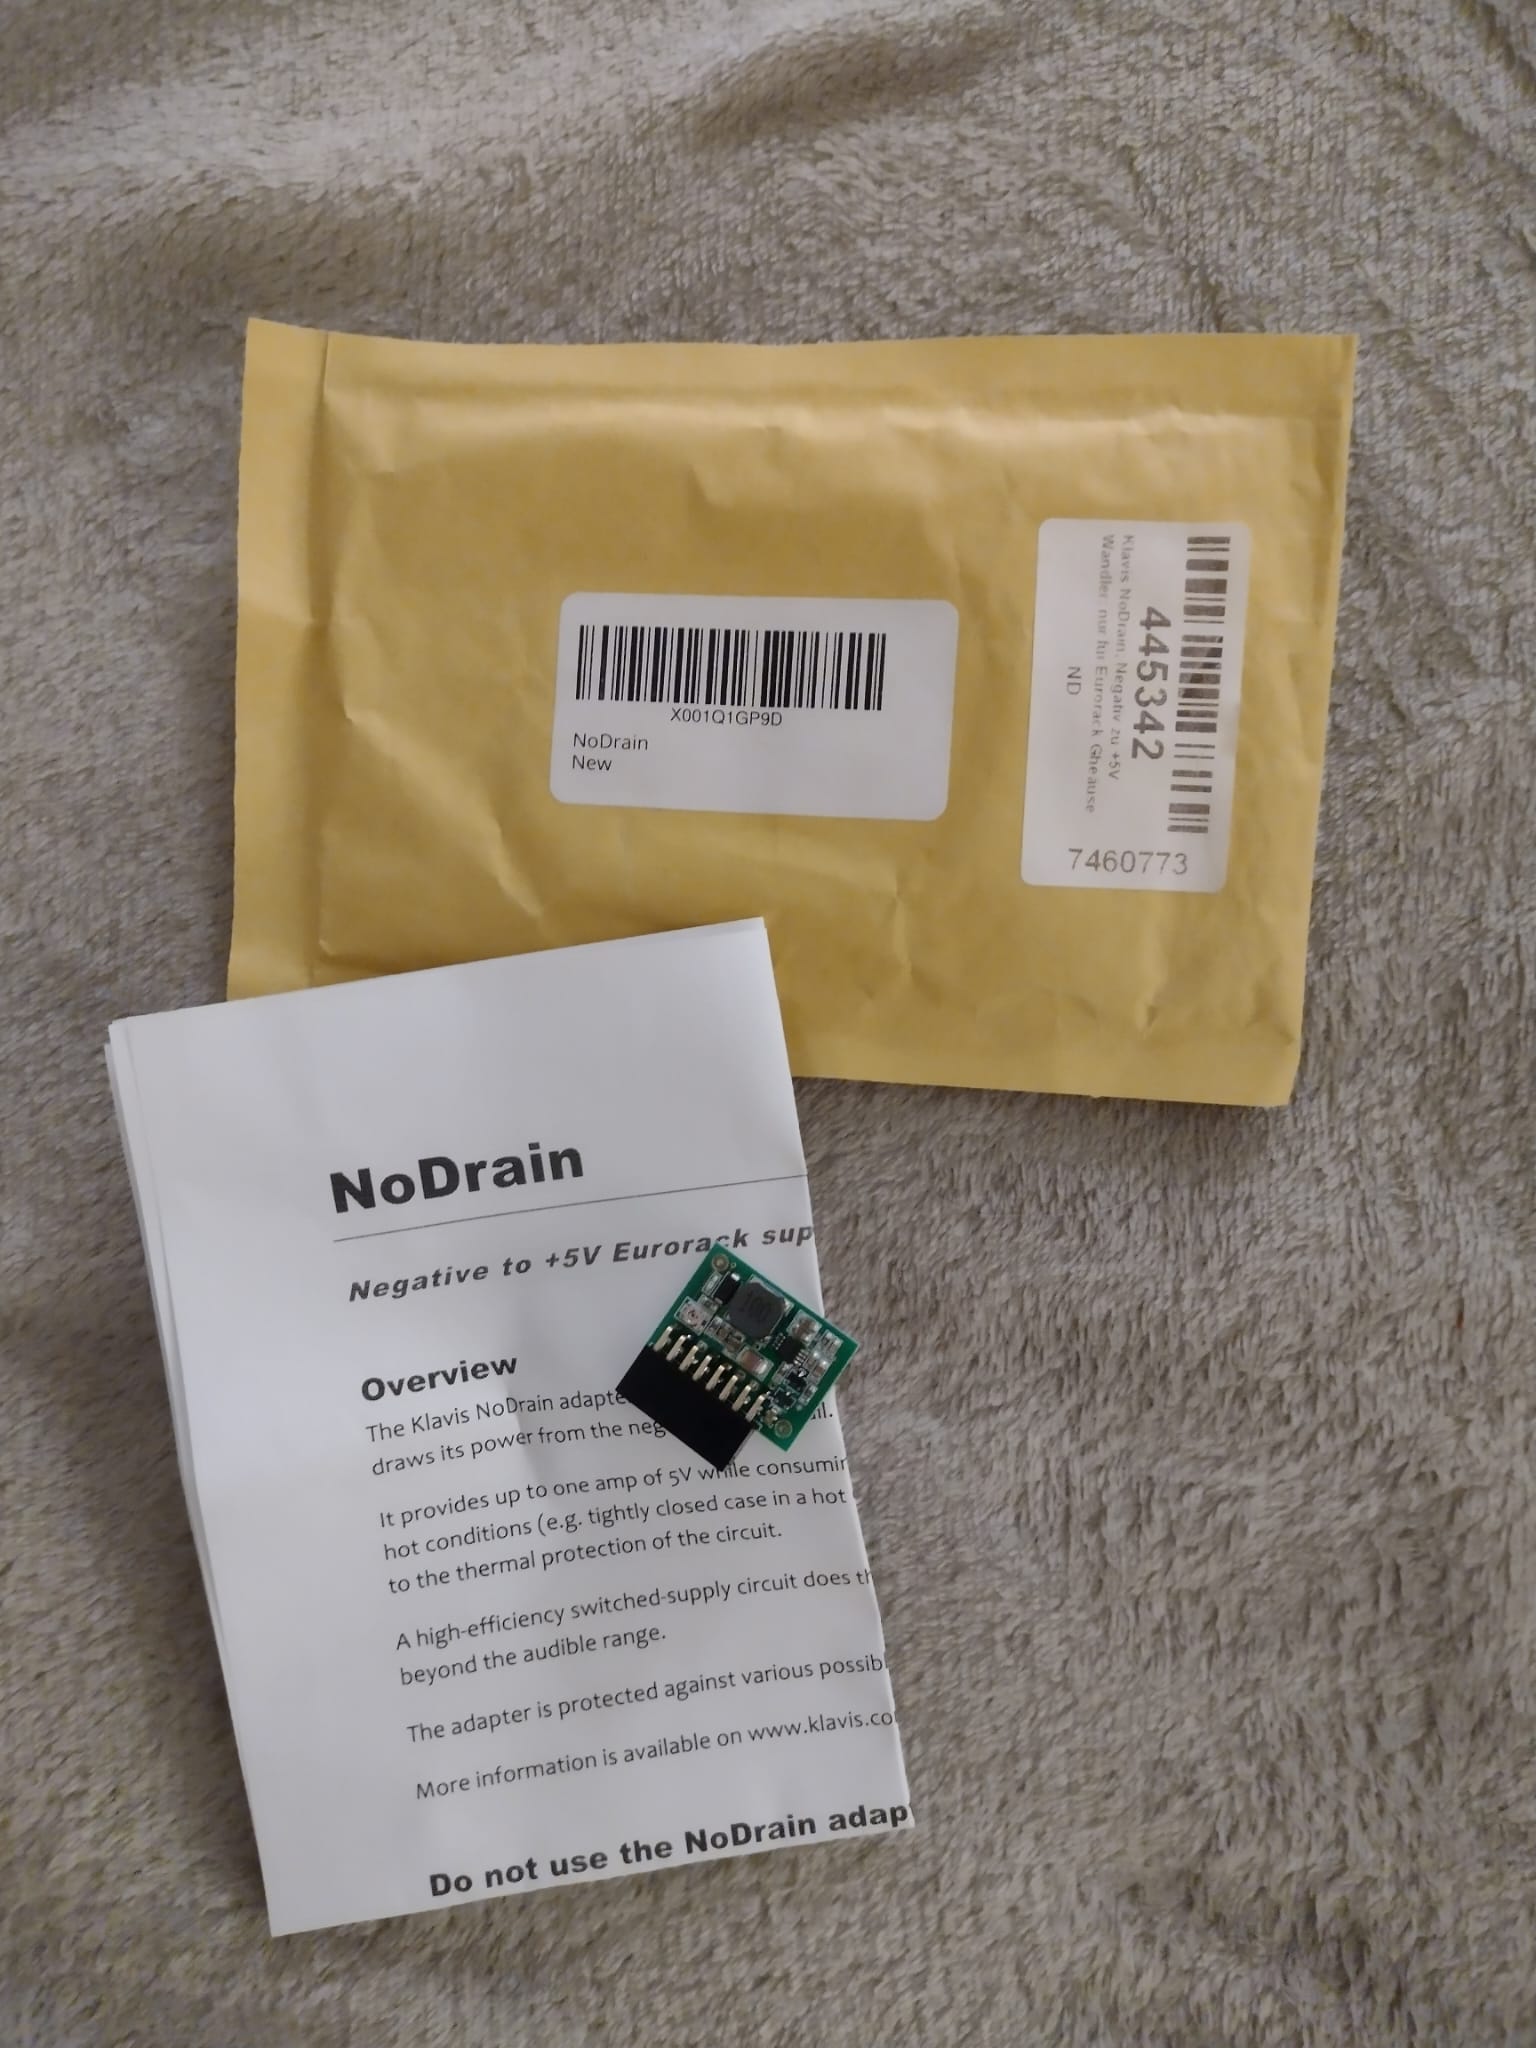 X001Q1GP9D
NoDrain
New
445342
Klavis NoDrain, Negativ zu +5V
Wandler nur für Eurorack Gheäuse
ND
7460773
NoDrain
Negative to +5V Eurorack sup
Overview
The Klavis NoDrain adapte
draws its power from the neg
It provides up to one amp of 5V while consumin
hot conditions (e.g. tightly closed case in a hot
to the thermal protection of the circuit.
A high-efficiency switched-supply circuit does th
beyond the audible range.
The adapter is protected against various possib
More information is available on www.klavis.co
Do not use the NoDrain adap